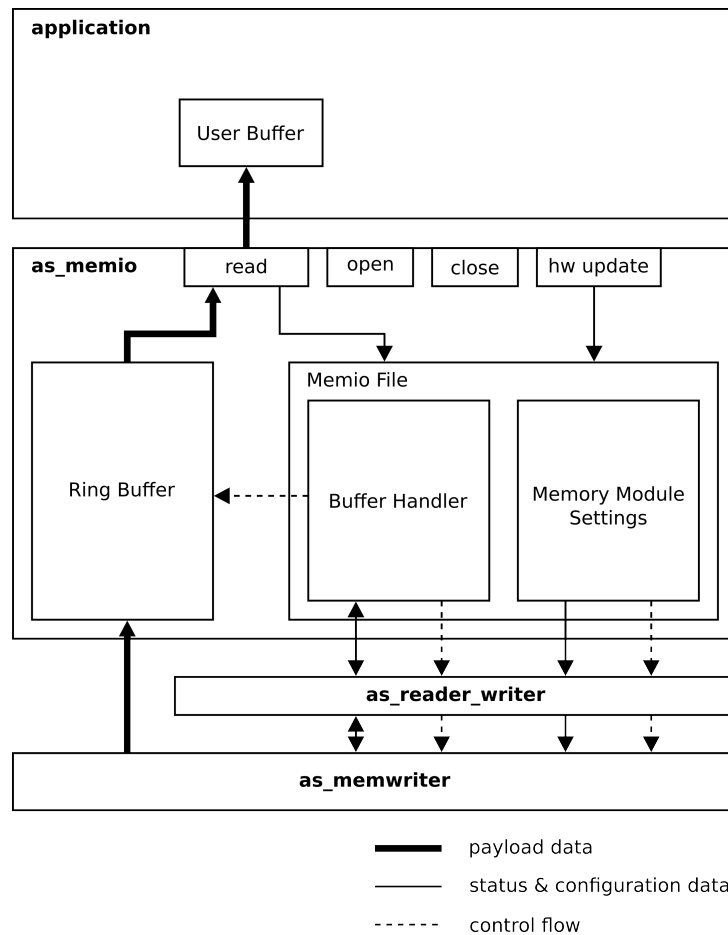 application
User Buffer
as_memio
read
open
close
hw update
Memio File
Ring Buffer
Buffer Handler
Memory Module
Settings
as_reader_writer
as_memwriter
payload data
status & configuration data
control flow